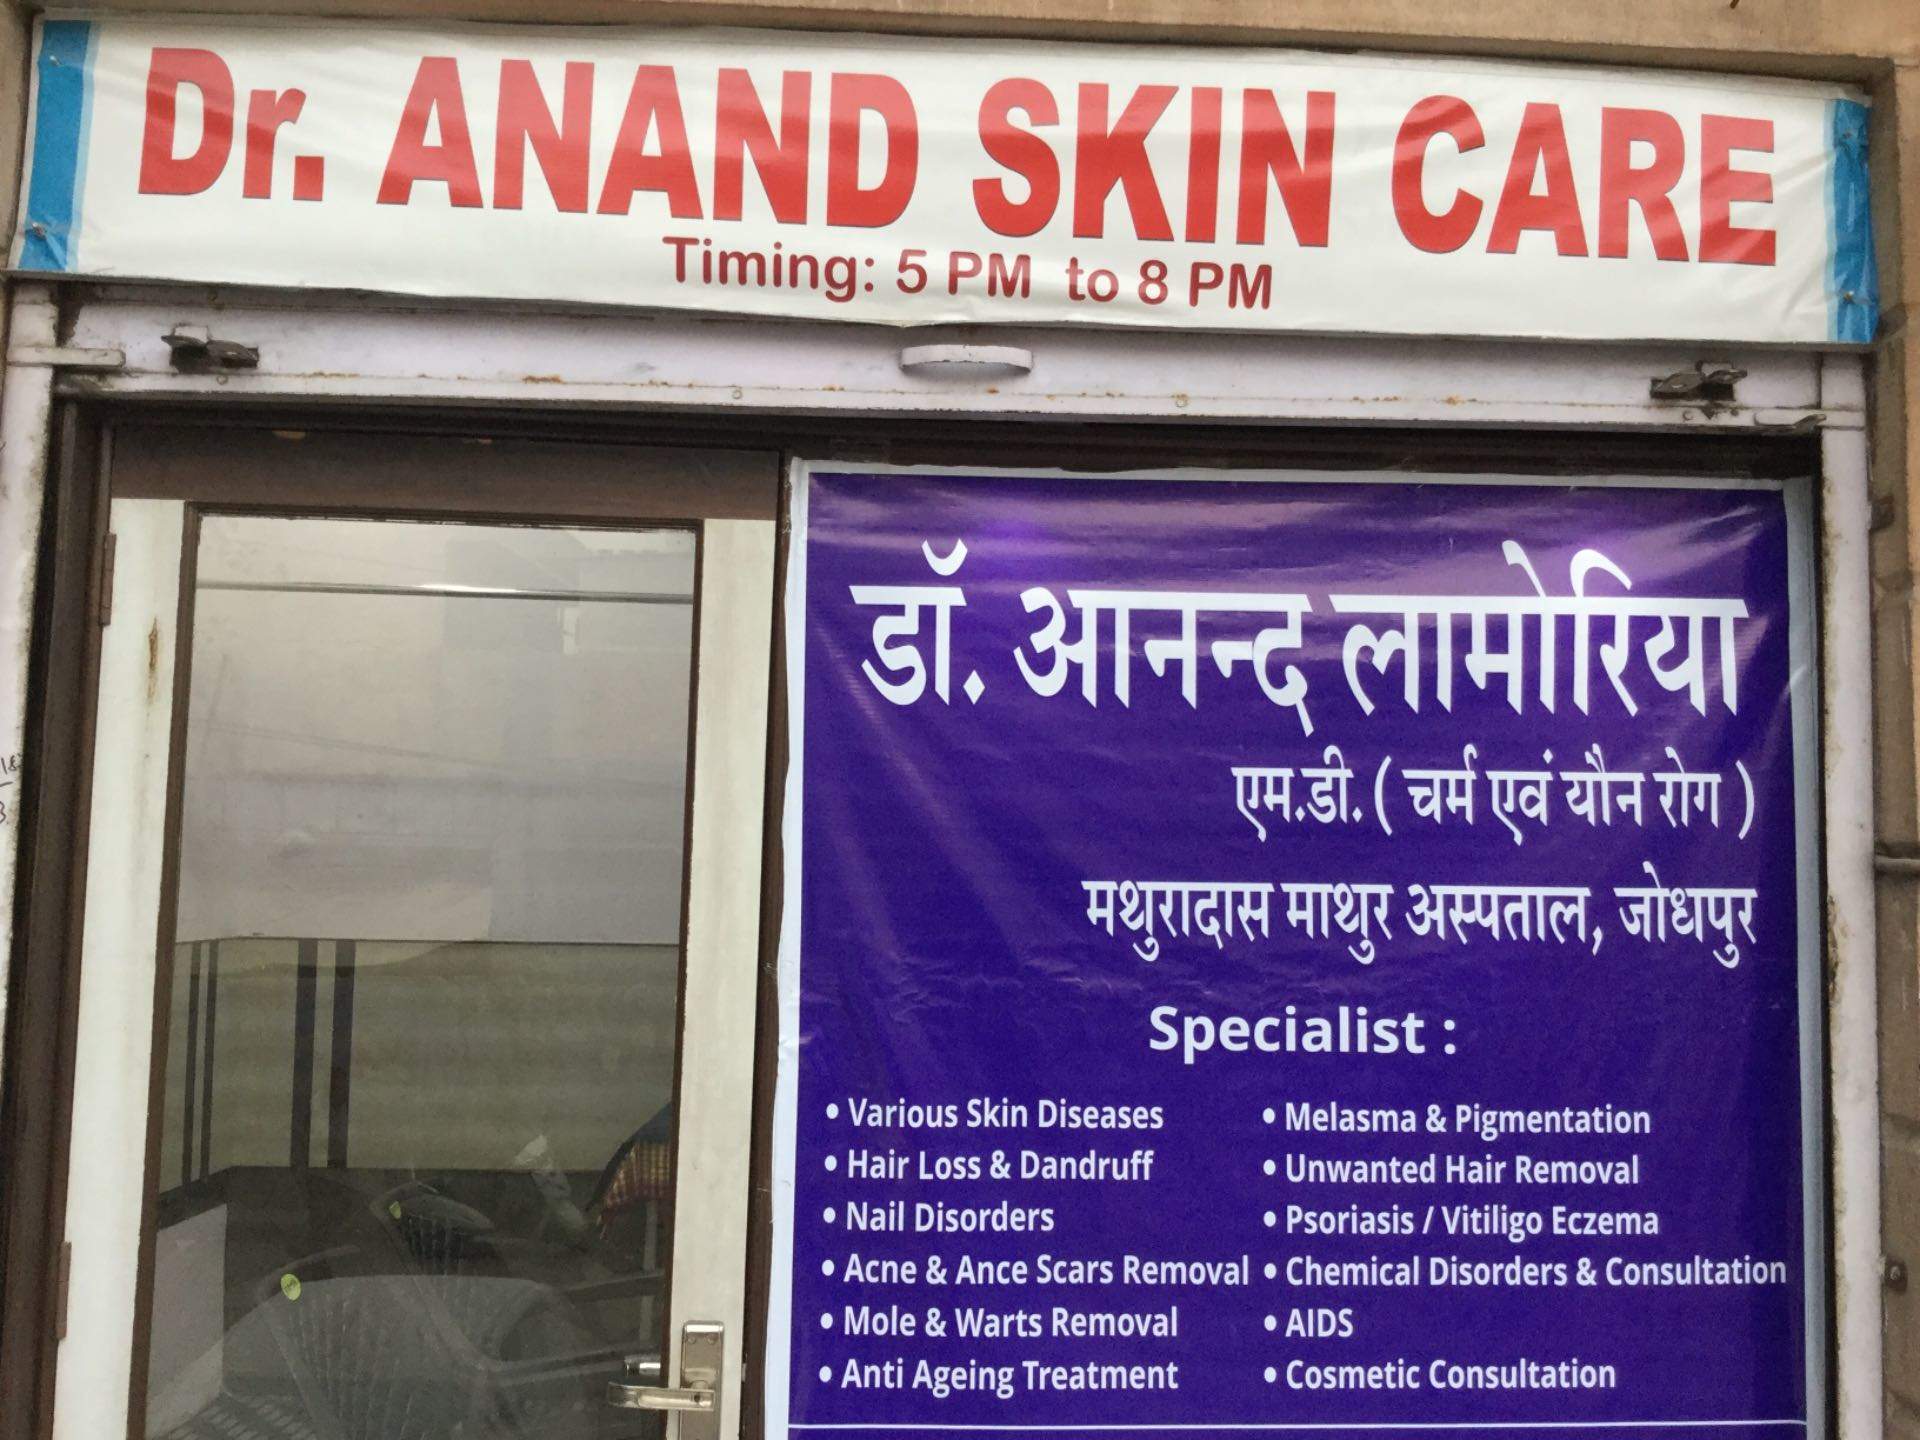 Dr. ANAND SKIN CARE
Timing: 5 PM to 8 PM
डॉ. आनन्द लामोरिया
एम.डी. ( चर्म एवं यौन रोग )
मथुरादास माथुर अस्पताल, जोधपुर
Specialist :
• Various Skin Diseases
• Hair Loss & Dandruff
• Nail Disorders
• Acne & Ance Scars Removal
• Mole & Warts Removal
• Anti Ageing Treatment
• Melasma & Pigmentation
• Unwanted Hair Removal
• Psoriasis / Vitiligo Eczema
• Chemical Disorders & Consultation
• AIDS
• Cosmetic Consultation